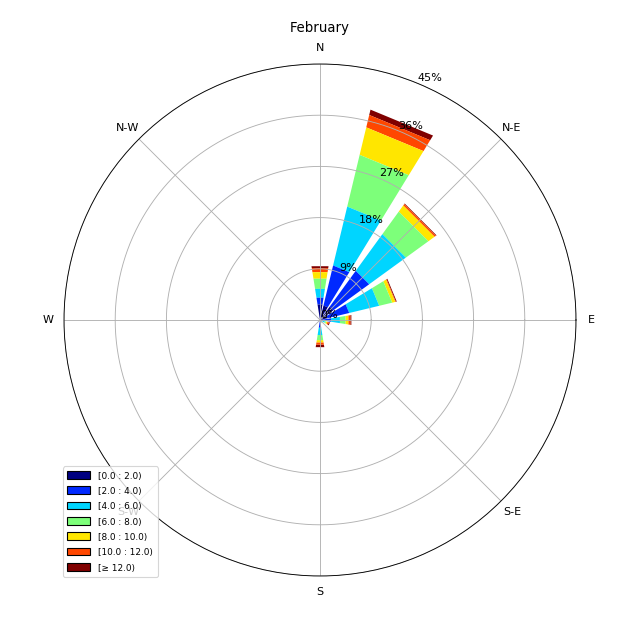 February
N
45%
N-W
36%
N-E
27%
18%
9%
W
E
[0.0 : 2.0)
[2.0 : 4.0)
[4.0 : 6.0)
[6.0 : 8.0)
[8.0 : 10.0)
[10.0 : 12.0)
[≥ 12.0)
S-W
S-E
S